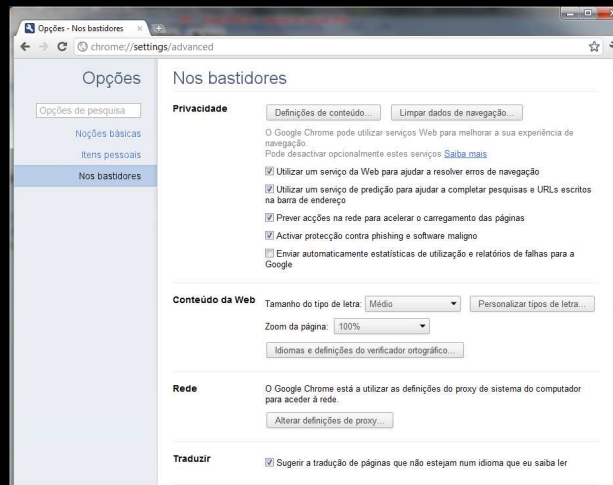 Opções - Nos bastidores
chrome://settings/advanced
Opções
Opções de pesquisa
Noções básicas
Itens pessoais
Nos bastidores
Nos bastidores
Privacidade
Definições de conteúdo...
Limpar dados de navegação...
O Google Chrome pode utilizar serviços Web para melhorar a sua experiência de
navegação.
Pode desactivar opcionalmente estes serviços Saiba mais
Utilizar um serviço da Web para ajudar a resolver erros de navegação
Utilizar um serviço de predição para ajudar a completar pesquisas e URLs escritos
na barra de endereço
Prever acções na rede para acelerar o carregamento das páginas
Activar protecção contra phishing e software maligno
Enviar automaticamente estatísticas de utilização e relatórios de falhas para a
Google
Conteúdo da Web
Tamanho do tipo de letra: Médio
Personalizar tipos de letra...
Zoom da página: 100%
Idiomas e definições do verificador ortográfico...
Rede
O Google Chrome está a utilizar as definições do proxy de sistema do computador
para aceder à rede.
Alterar definições de proxy...
Traduzir
Sugerir a tradução de páginas que não estejam num idioma que eu saiba ler